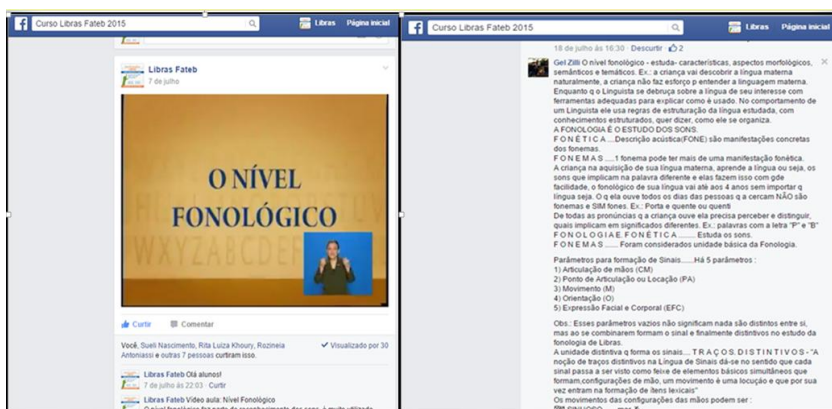 Curso Libras Fateb 2015
Libras Página inicial
Libras Fateb
7 de julho
O NÍVEL
FONOLÓGICO
Curtir Comentar
Você, Sueli Nascimento, Rita Luíza Khoury, Rozineia
Antoniassi e outras 7 pessoas curtiram isso.
Visualizado por 30
Libras Fateb Olá alunos!
7 de julho às 22:03 · Curtir
Libras Fateb Vídeo aula: Nível Fonológico
Curso Libras Fateb 2015
Libras Página inicial
18 de julho às 16:30 · Descurtir · 2
Gel Zilli O nível fonológico - estuda- características, aspectos morfológicos,
semânticos e temáticos. Ex.: a criança vai descobrir a língua materna
naturalmente, a criança não faz esforço p entender a linguagem materna.
Enquanto q o Linguista se debruça sobre a língua de seu interesse com
ferramentas adequadas para explicar como é usado. No comportamento de
um Linguista ele usa regras de estruturação da língua estudada, com
conhecimentos estruturados, quer dizer, como ele se organiza.
A FONOLOGIA É O ESTUDO DOS SONS.
F O N É T I C A ....Descrição acústica(FONE) são manifestações concretas
dos fonemas.
F O N E M A S .....1 fonema pode ter mais de uma manifestação fonética.
A criança na aquisição de sua língua materna, aprende a língua ou seja, os
sons que implicam na palavra diferente e elas fazem isso com gde
facilidade, o fonológico de sua língua vai até aos 4 anos sem importar q
língua seja. O q ela ouve todos os dias das pessoas q a cercam NÃO são
fonemas e SIM fones. Ex.: Porta e quente ou quenti
De todas as pronúncias q a criança ouve ela precisa perceber e distinguir,
quais implicam em significados diferentes. Ex.: palavras com a letra "P" e "B"
F O N O L O G I A E. F O N É T I C A ......... Estuda os sons.
F O N E M A S ...... Foram considerados unidade básica da Fonologia.
Parâmetros para formação de Sinais......Há 5 parâmetros :
1) Articulação de mãos (CM)
2) Ponto de Articulação ou Locação (PA)
3) Movimento (M)
4) Orientação (O)
5) Expressão Facial e Corporal (EFC)
Obs.: Esses parâmetros vazios não significam nada são distintos entre si,
mas ao se combinarem formam o sinal e finalmente distintivos no estudo da
fonologia de Libras.
A unidade distintiva q forma os sinais.... T R A Ç O S. D I S T I N T I V O S - "A
noção de traços distintivos na Língua de Sinais dá-se no sentido que cada
sinal passa a ser visto como feixe de elementos básicos simultâneos que
formam,configurações de mão, um movimento é uma locução e que por sua
vez entram na formação de ítens lexicais"
Os movimentos das configurações das mãos podem ser :